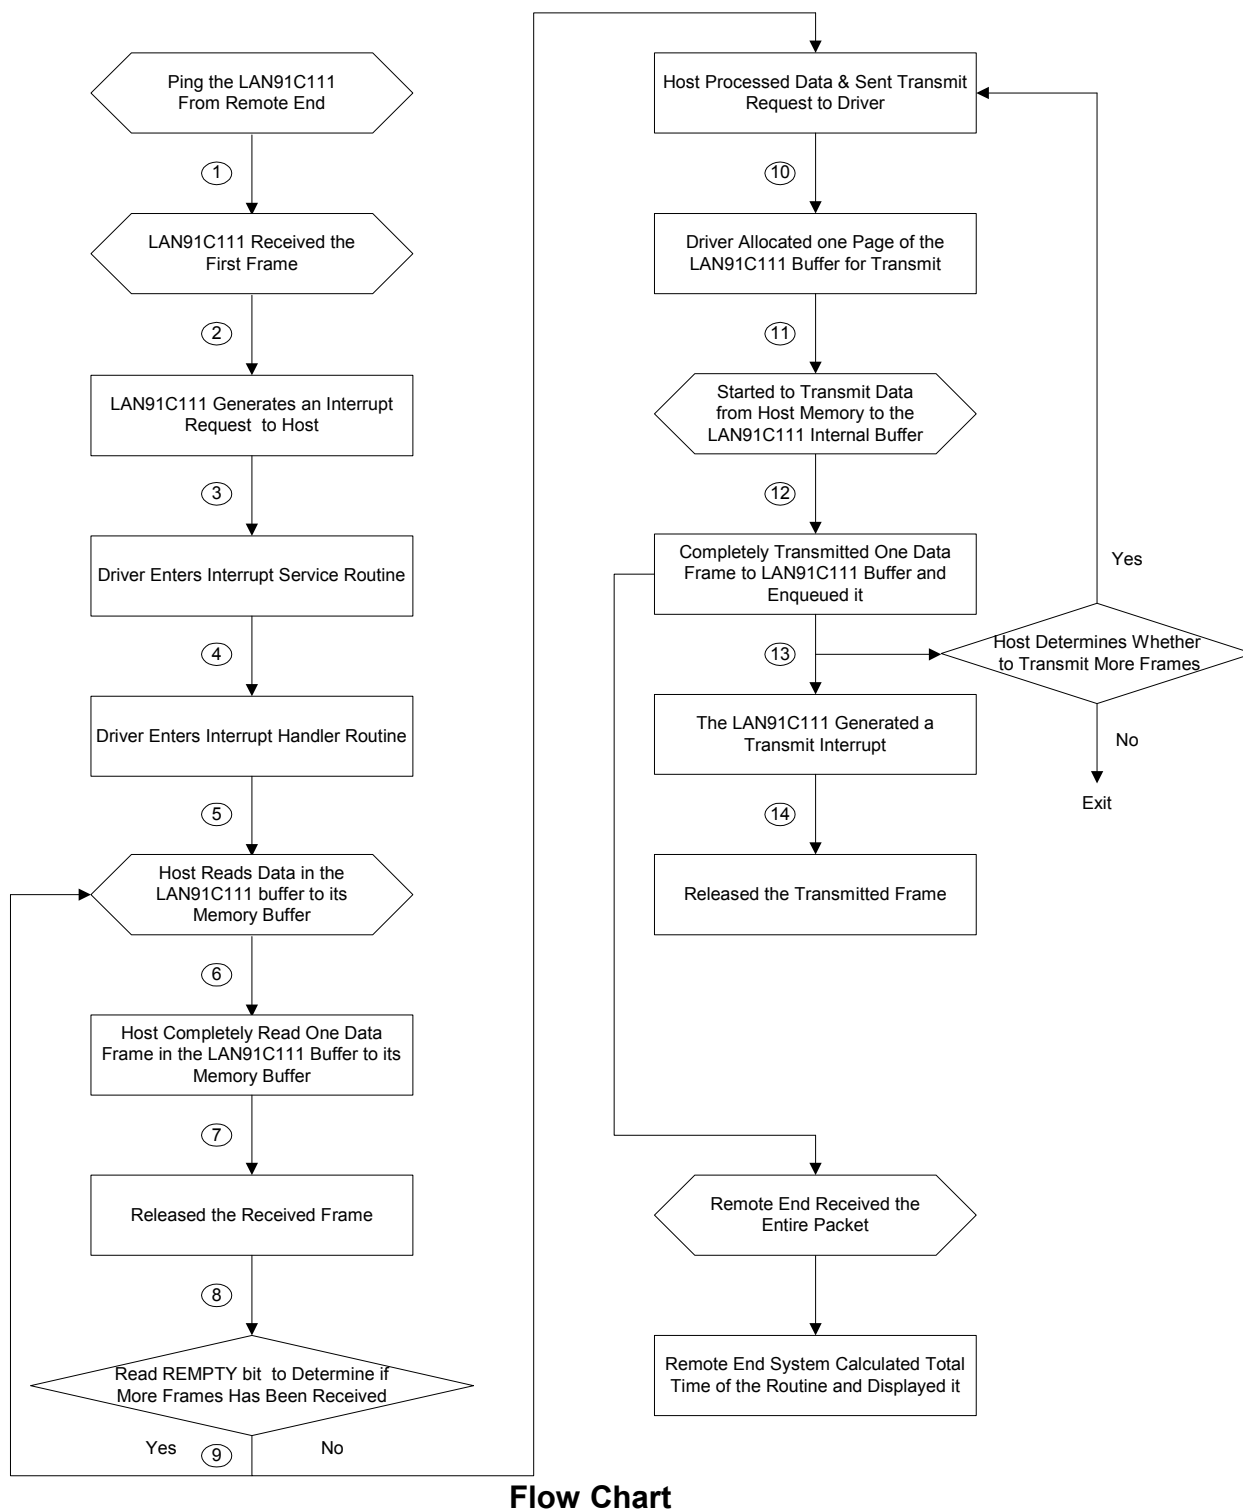 Ping the LAN91C111
From Remote End
1
LAN91C111 Received the
First Frame
2
LAN91C111 Generates an Interrupt
Request to Host
3
Driver Enters Interrupt Service Routine
4
Driver Enters Interrupt Handler Routine
5
Host Reads Data in the
LAN91C111 buffer to its
Memory Buffer
6
Host Completely Read One Data
Frame in the LAN91C111 Buffer to its
Memory Buffer
7
Released the Received Frame
8
Read REMPTY bit to Determine if
More Frames Has Been Received
Yes
9
No
Host Processed Data & Sent Transmit
Request to Driver
10
Driver Allocated one Page of the
LAN91C111 Buffer for Transmit
11
Started to Transmit Data
from Host Memory to the
LAN91C111 Internal Buffer
12
Completely Transmitted One Data
Frame to LAN91C111 Buffer and
Enqueued it
13
Yes
Host Determines Whether
to Transmit More Frames
No
Exit
The LAN91C111 Generated a
Transmit Interrupt
14
Released the Transmitted Frame
Remote End Received the
Entire Packet
Remote End System Calculated Total
Time of the Routine and Displayed it
Flow Chart